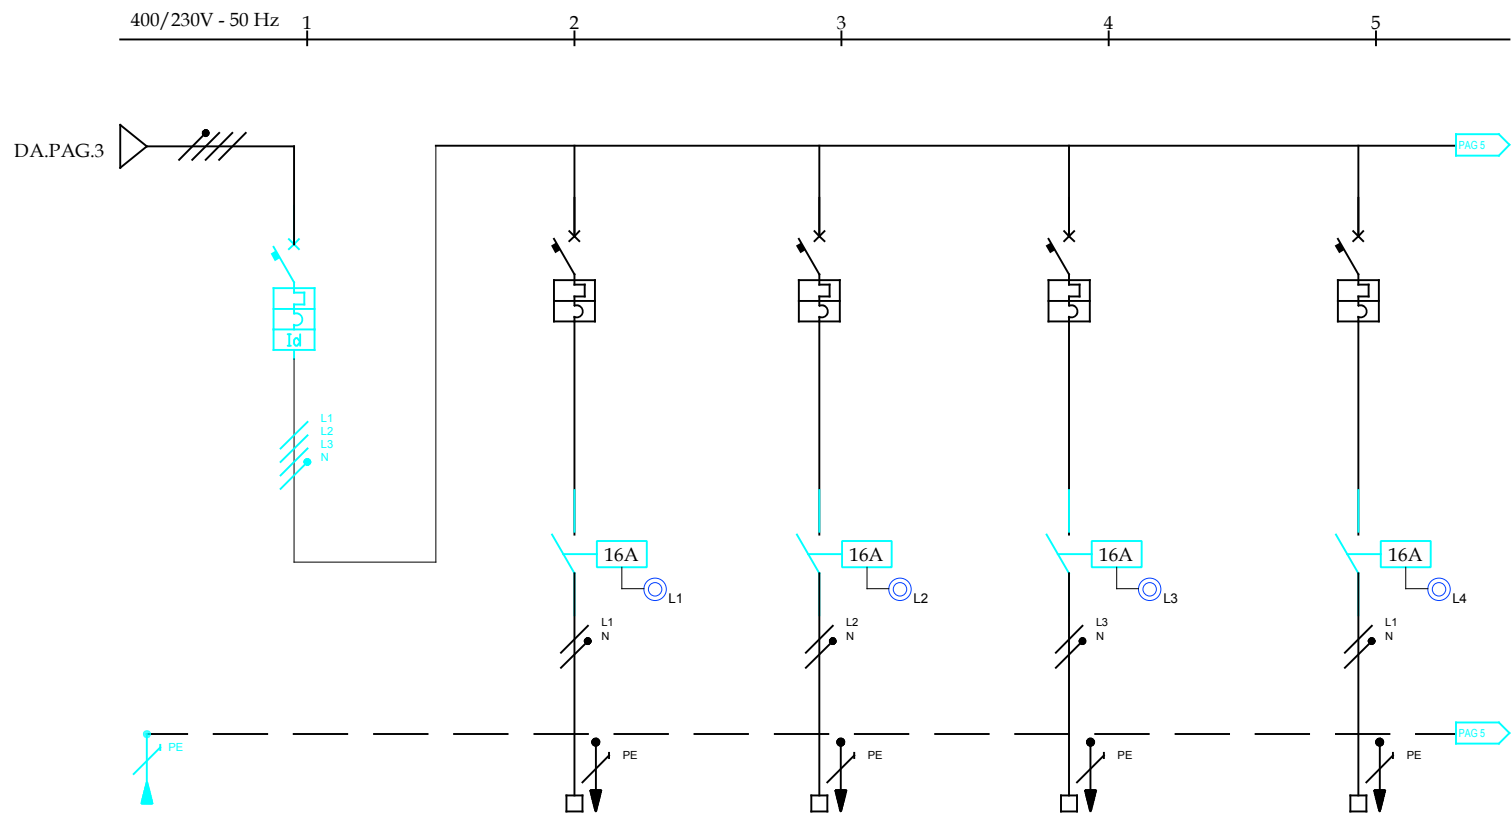 400/230V - 50 Hz 1 2 3 4 5
DA.PAG.3
PAG 5
Id
L1
L2
L3
N
16A 16A 16A 16A
L1 L2 L3 L4
L1 L2 L3 L1
N N N N
PAG 5
PE
PE PE PE PE